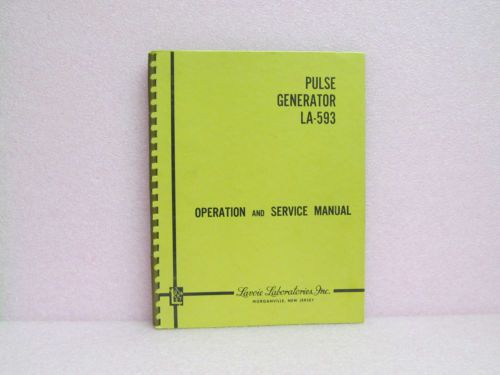 PULSE
GENERATOR
LA-593
OPERATION AND SERVICE MANUAL
Lavoie Laboratories, Inc.
MORGANVILLE, NEW JERSEY